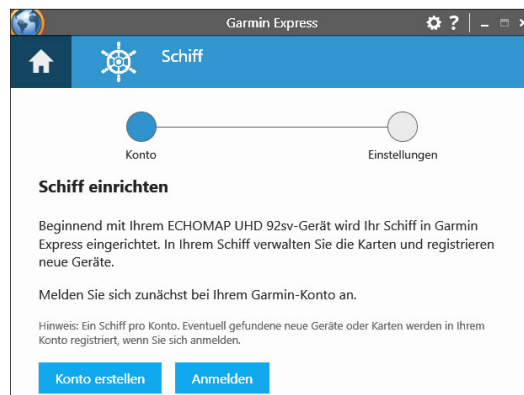 Garmin Express
Schiff
Konto
Einstellungen
Schiff einrichten
Beginnend mit Ihrem ECHOMAP UHD 92sv-Gerät wird Ihr Schiff in Garmin
Express eingerichtet. In Ihrem Schiff verwalten Sie die Karten und registrieren
neue Geräte.
Melden Sie sich zunächst bei Ihrem Garmin-Konto an.
Hinweis: Ein Schiff pro Konto. Eventuell gefundene neue Geräte oder Karten werden in Ihrem
Konto registriert, wenn Sie sich anmelden.
Konto erstellen
Anmelden